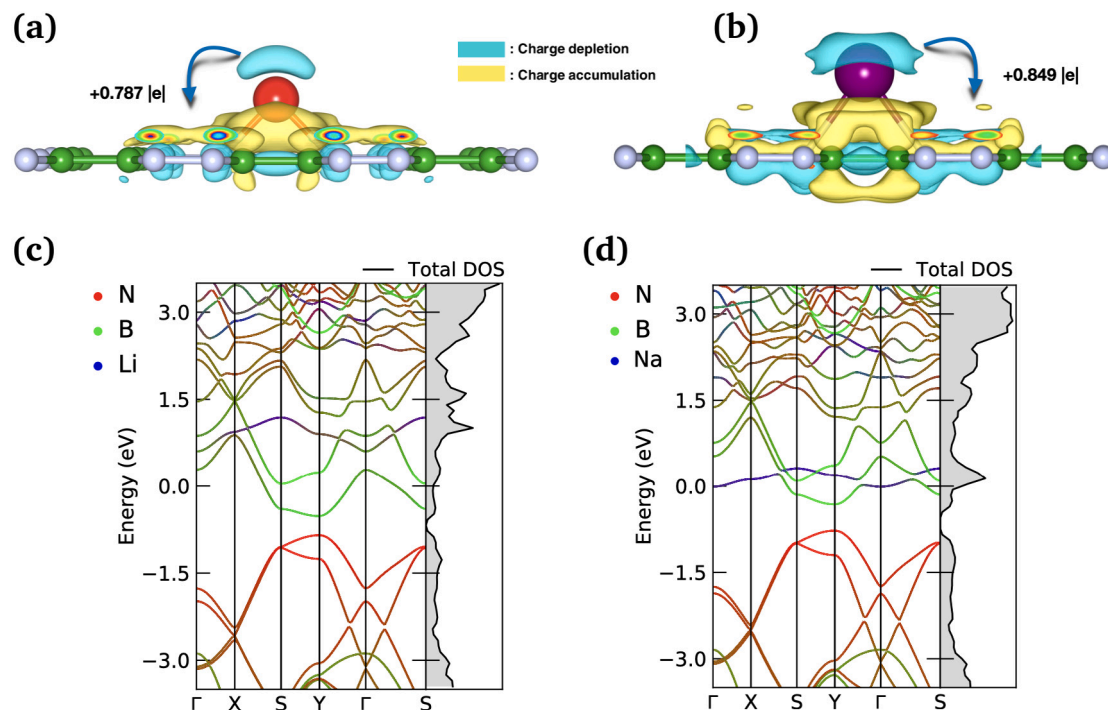 (a)
(b)
: Charge depletion
: Charge accumulation
+0.787 |e|
+0.849 |e|
(c)
(d)
Total DOS
N
B
Li
3.0
1.5
0.0
−1.5
−3.0
Energy (eV)
Γ X S Y Γ S
Total DOS
N
B
Na
3.0
1.5
0.0
−1.5
−3.0
Energy (eV)
Γ X S Y Γ S